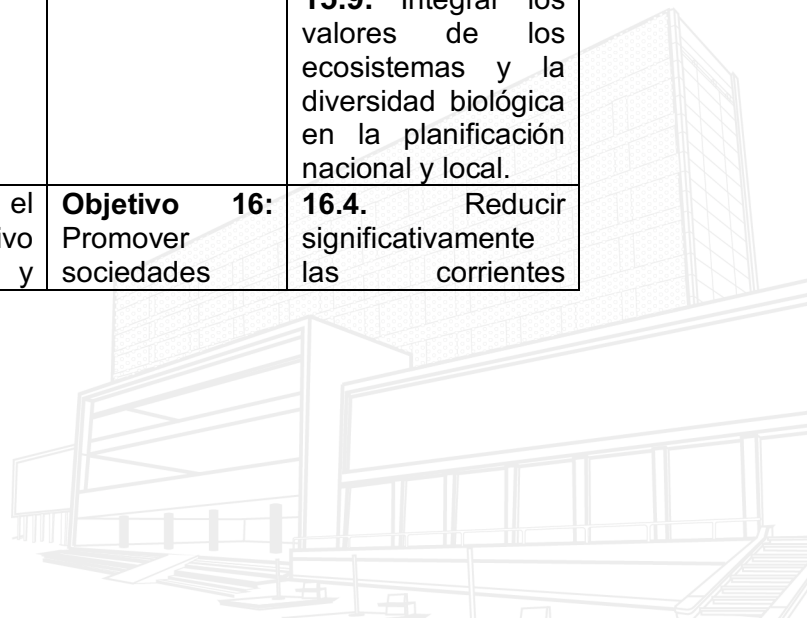 15.9. Integrar los
valores de los
ecosistemas y la
diversidad biológica
en la planificación
nacional y local.
el
ivo
y
Objetivo 16:
Promover
sociedades
16.4. Reducir
significativamente
las corrientes